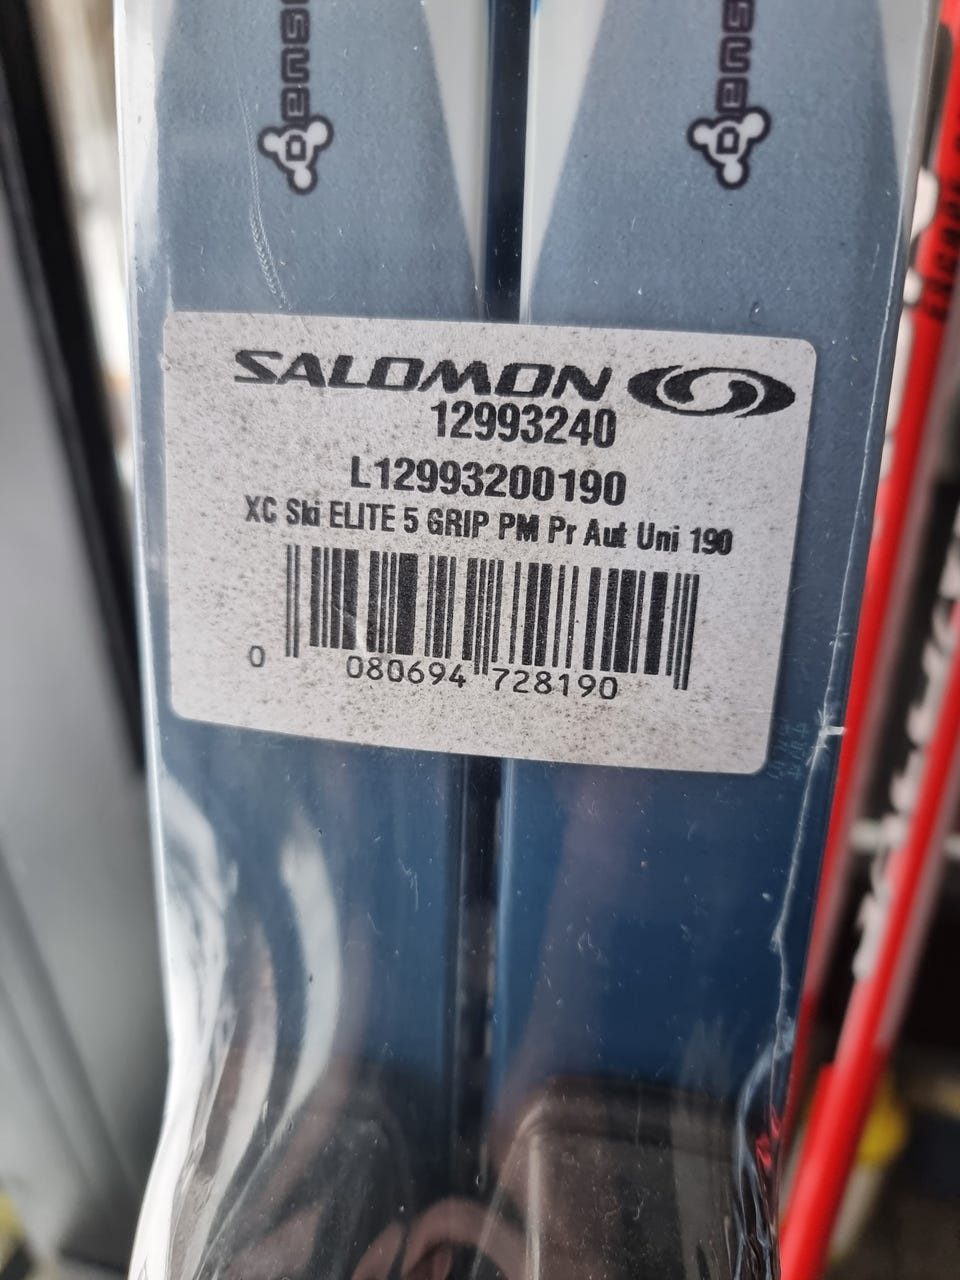 SALOMON
12993240
L12993200190
XC Ski ELITE 5 GRIP PM Pr Aut Uni 190
0 080694 728190